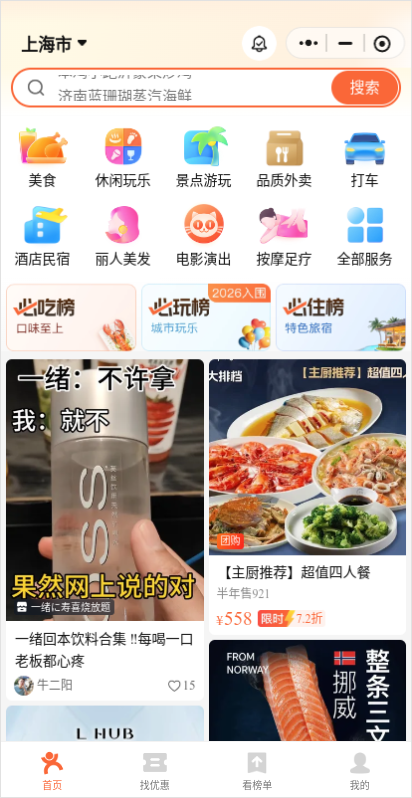 上海市
济南蓝珊瑚蒸汽海鲜
搜索
美食
休闲玩乐
景点游玩
品质外卖
打车
酒店民宿
丽人美发
电影演出
按摩足疗
全部服务
必吃榜
口味至上
2026入围
必玩榜
城市玩乐
必住榜
特色旅宿
一绪：不许拿
我：就不
果然网上说的对
一绪にに寿喜烧放题
一绪回本饮料合集 ‼每喝一口
老板都心疼
牛二阳
15
L HUB
大排档
【主厨推荐】超值四人
团购
【主厨推荐】超值四人餐
半年售921
¥558 限时 7.2折
FROM
NORWAY
挪威
整条三文
首页
找优惠
看榜单
我的